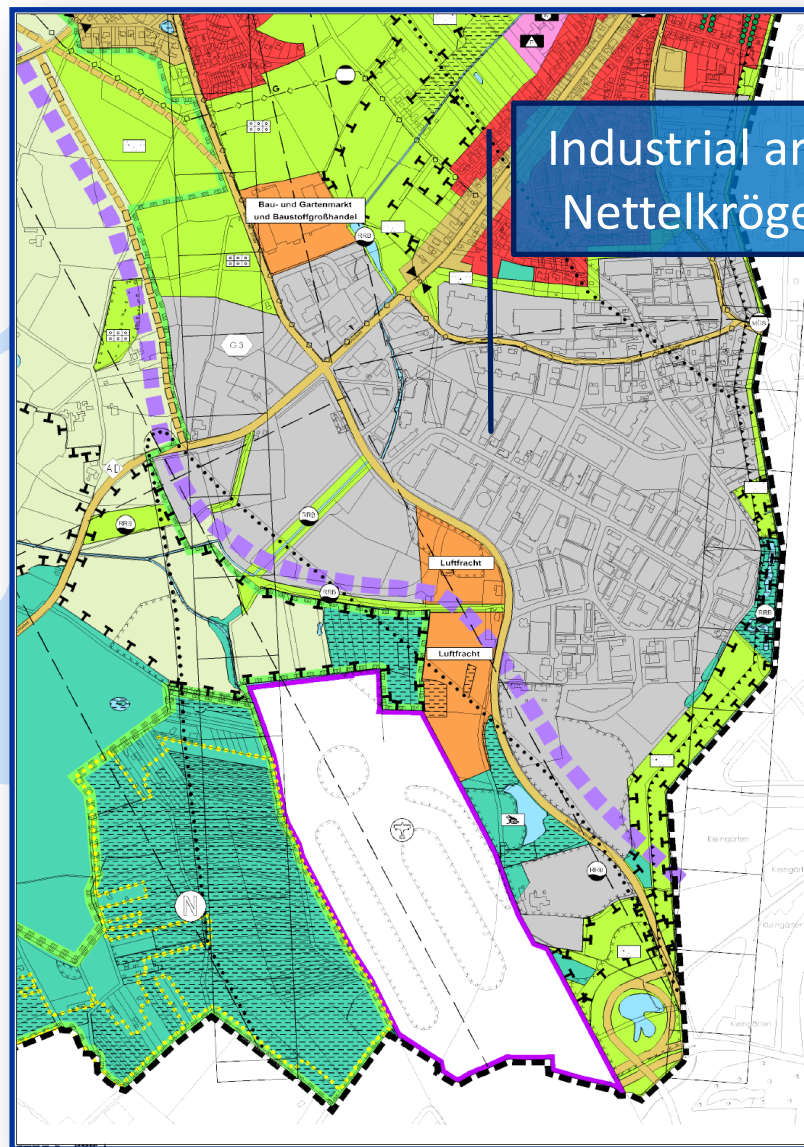 Industrial ar
Nettelkröge
Bau- und Gartenmarkt
und Baustoffgroßhandel
RRB
G 3
MÜS
AD
RRB
RRB
Luftfracht
RRB
RRB
Luftfracht
Kleingärten
RRB
N
Kleingärten
Kleingärten